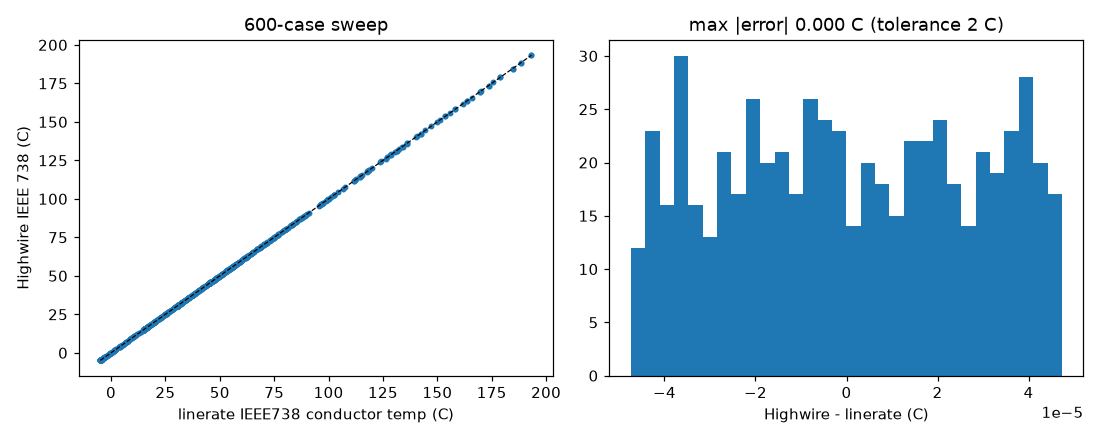 600-case sweep
200
175
150
125
100
75
50
25
0
Highwire IEEE 738 (C)
0 25 50 75 100 125 150 175 200
linerate IEEE738 conductor temp (C)
max |error| 0.000 C (tolerance 2 C)
30
25
20
15
10
5
0
−4 −2 0 2 4
1e−5
Highwire - linerate (C)